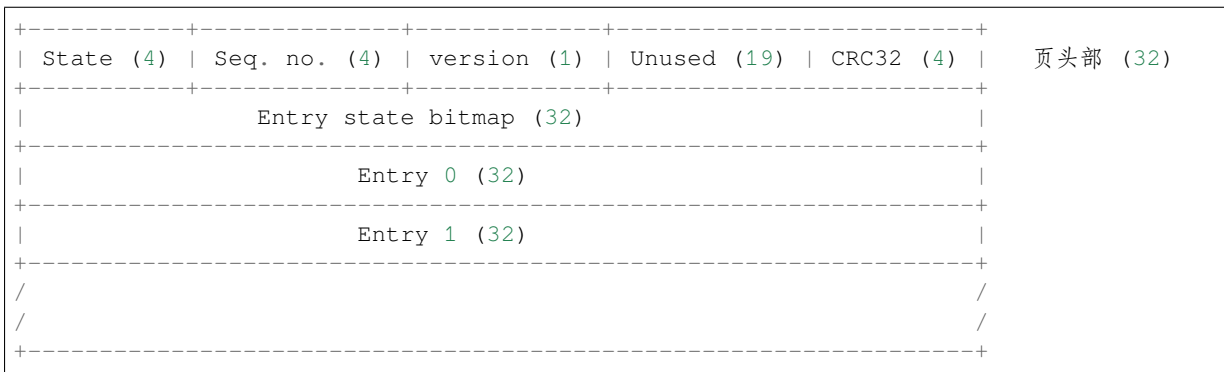 +-----------+--------------+-------------+-------------------------+
| State (4) | Seq. no. (4) | version (1) | Unused (19) | CRC32 (4) | 页头部 (32)
+-----------+--------------+-------------+-------------------------+
| Entry state bitmap (32) |
+------------------------------------------------------------------+
| Entry 0 (32) |
+------------------------------------------------------------------+
| Entry 1 (32) |
+------------------------------------------------------------------+
/ /
/ /
+------------------------------------------------------------------+